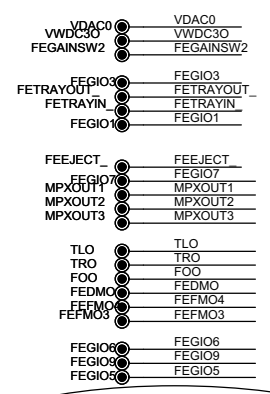 VDAC0 VDAC0
VWDC3O VWDC3O
FEGAINSW2 FEGAINSW2
FEGIO3 FEGIO3
FETRAYOUT_ FETRAYOUT_
FETRAYIN_ FETRAYIN_
FEGIO1 FEGIO1
FEEJECT_ FEEJECT_
FEGIO7 FEGIO7
MPXOUT1 MPXOUT1
MPXOUT2 MPXOUT2
MPXOUT3 MPXOUT3
TLO TLO
TRO TRO
FOO FOO
FEDMO FEDMO
FEFMO4 FEFMO4
FEFMO3 FEFMO3
FEGIO6 FEGIO6
FEGIO9 FEGIO9
FEGIO5 FEGIO5